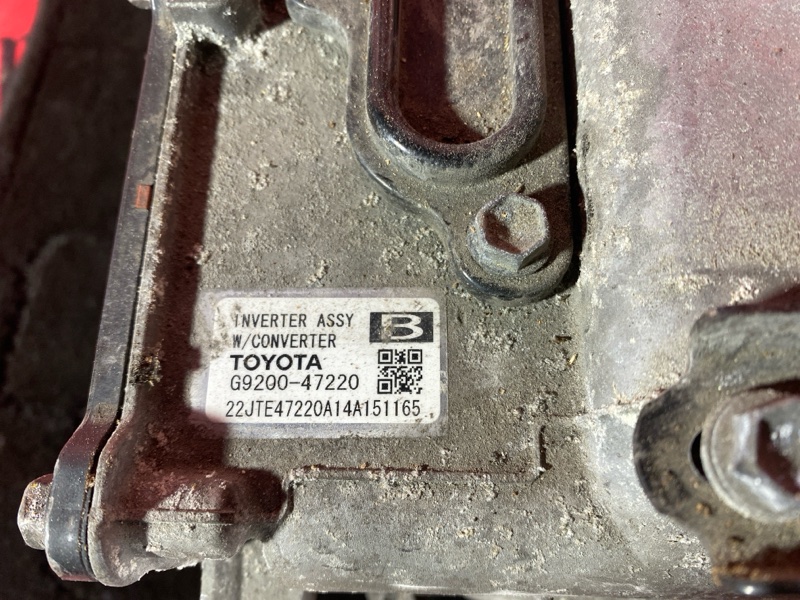 INVERTER ASSY B
W/CONVERTER
TOYOTA
G9200-47220
22JTE47220A14A151165